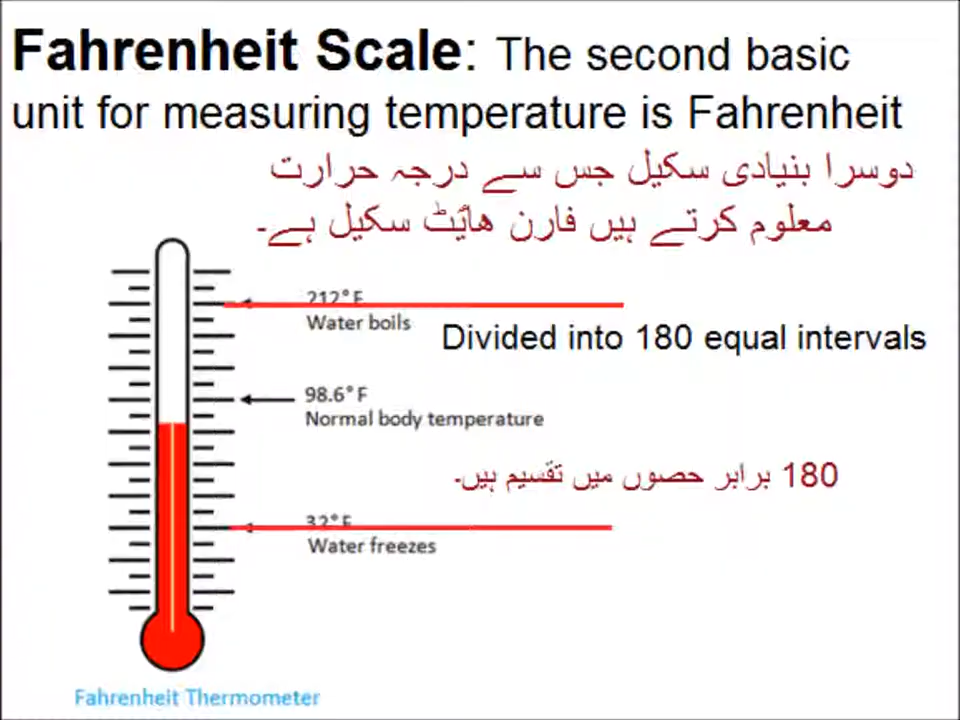 Fahrenheit Scale: The second basic
unit for measuring temperature is Fahrenheit
دوسرا بنیادی سکیل جس سے درجہ حرارت
معلوم کرتے ہیں فارن ھائیٹ سکیل ہے۔
212°F
Water boils
Divided into 180 equal intervals
98.6°F
Normal body temperature
180 برابر حصوں میں تقسیم ہیں۔
32°F
Water freezes
Fahrenheit Thermometer